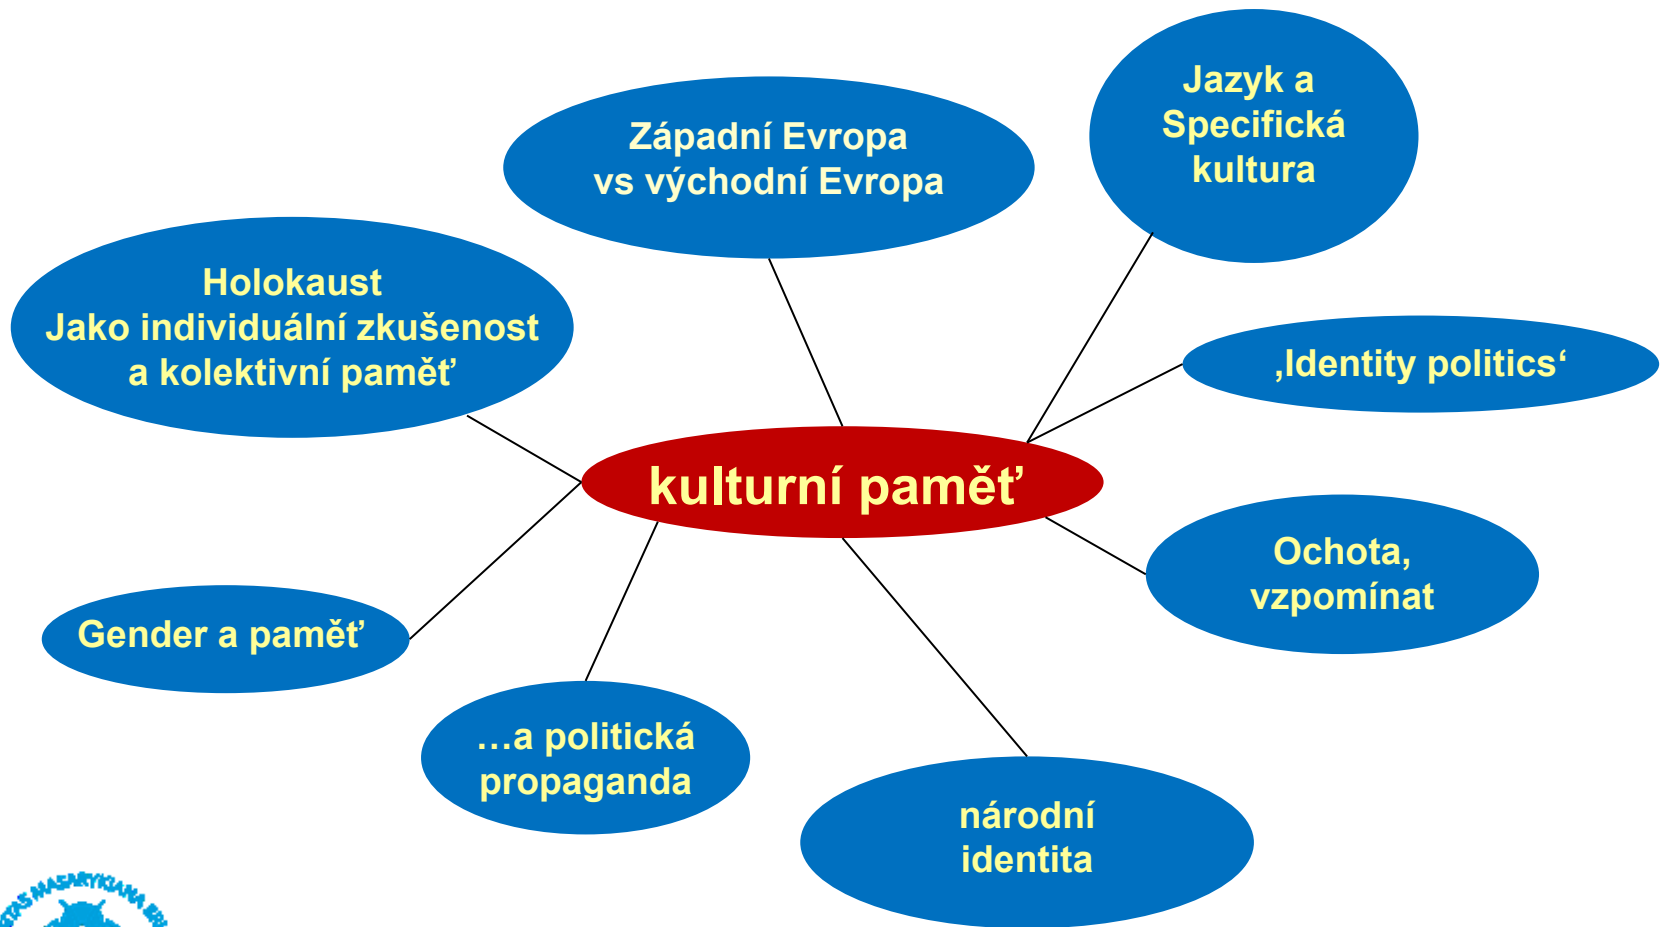 Jazyk a
Specifická
kultura
Západní Evropa
vs východní Evropa
Holokaust
Jako individuální zkušenost
a kolektivní paměť
‚Identity politics‘
kulturní paměť
Ochota,
vzpomínat
Gender a paměť
…a politická
propaganda
národní
identita
MASARYKIANA